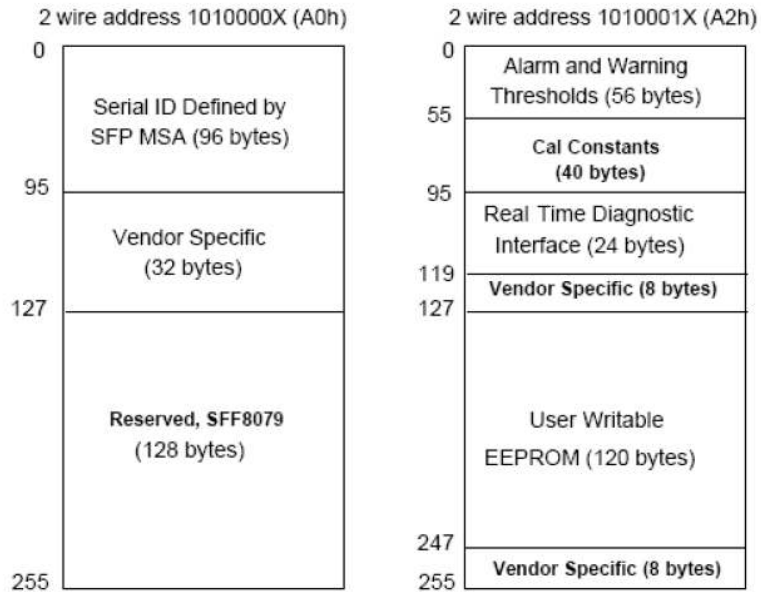 2 wire address 1010000X (A0h)
0
Serial ID Defined by
SFP MSA (96 bytes)
95
Vendor Specific
(32 bytes)
127
Reserved, SFF8079
(128 bytes)
255
2 wire address 1010001X (A2h)
0
Alarm and Warning
Thresholds (56 bytes)
55
Cal Constants
(40 bytes)
95
Real Time Diagnostic
Interface (24 bytes)
119
Vendor Specific (8 bytes)
127
User Writable
EEPROM (120 bytes)
247
Vendor Specific (8 bytes)
255